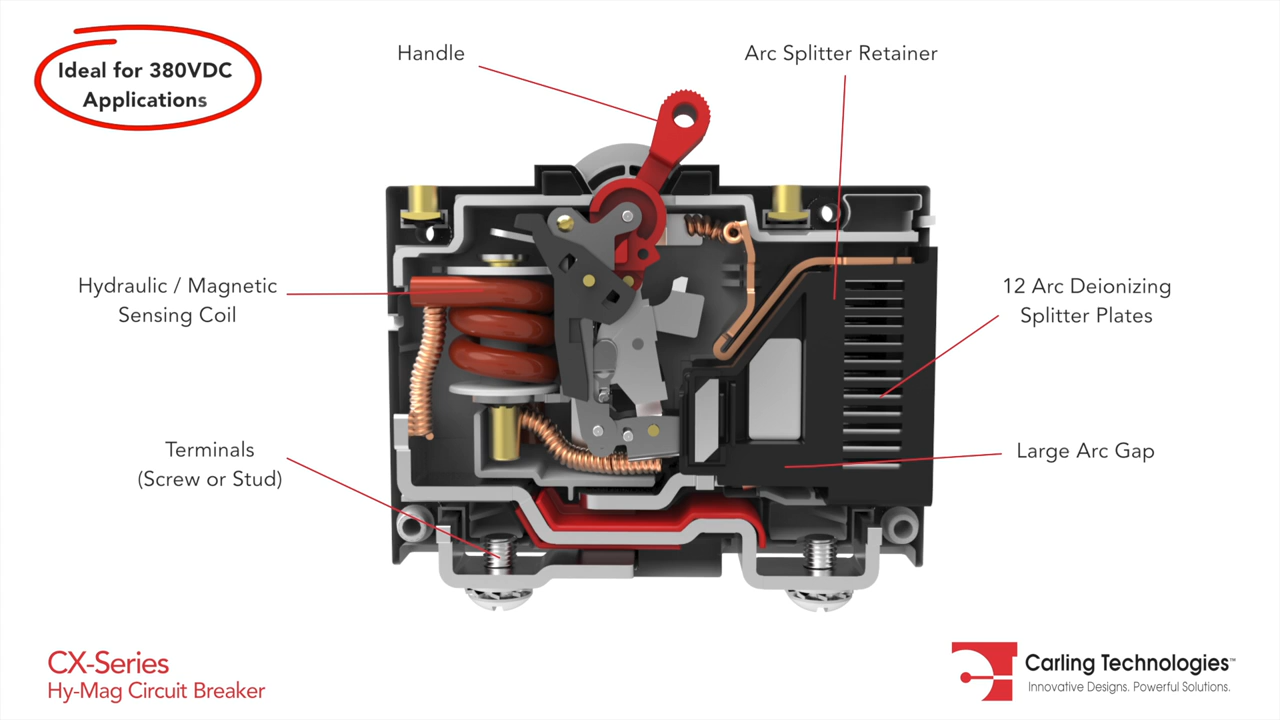 Ideal for 380VDC
Applications
Handle
Arc Splitter Retainer
Hydraulic / Magnetic
Sensing Coil
12 Arc Deionizing
Splitter Plates
Terminals
(Screw or Stud)
Large Arc Gap
CX-Series
Hy-Mag Circuit Breaker
Carling Technologies™
Innovative Designs. Powerful Solutions.